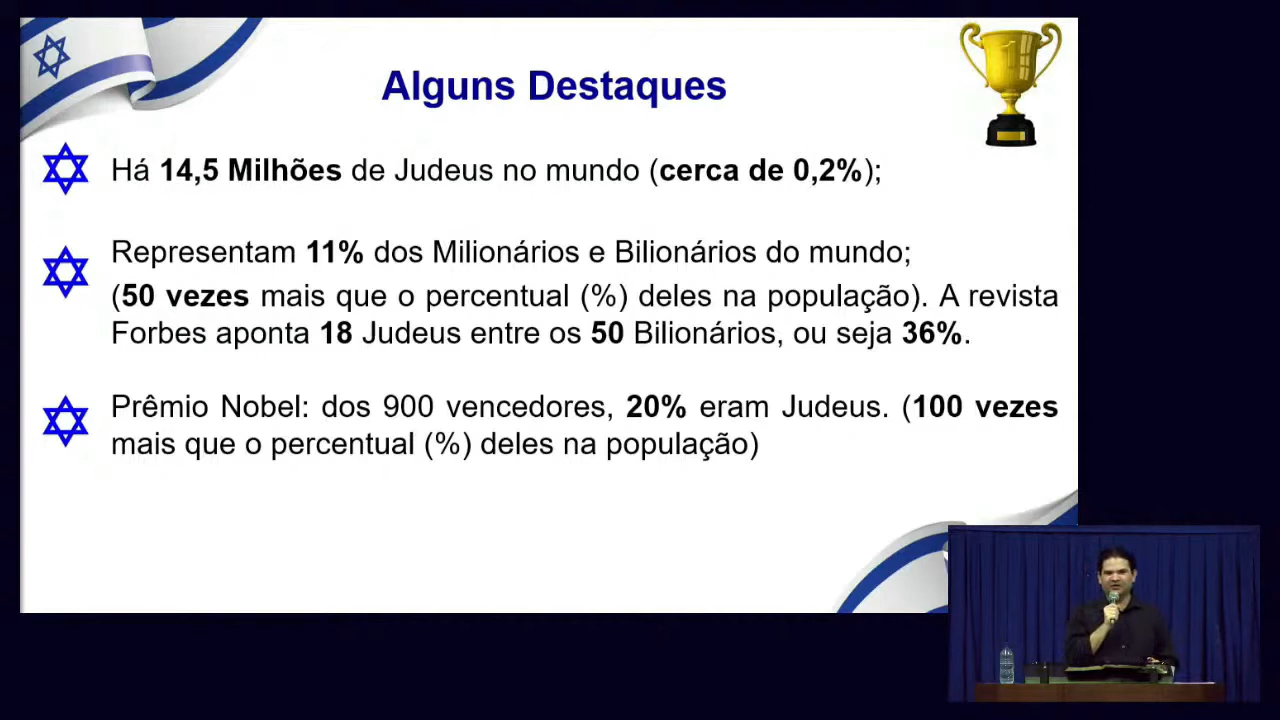 Alguns Destaques
Há 14,5 Milhões de Judeus no mundo (cerca de 0,2%);
Representam 11% dos Milionários e Bilionários do mundo;
(50 vezes mais que o percentual (%) deles na população). A revista
Forbes aponta 18 Judeus entre os 50 Bilionários, ou seja 36%.
Prêmio Nobel: dos 900 vencedores, 20% eram Judeus. (100 vezes
mais que o percentual (%) deles na população)